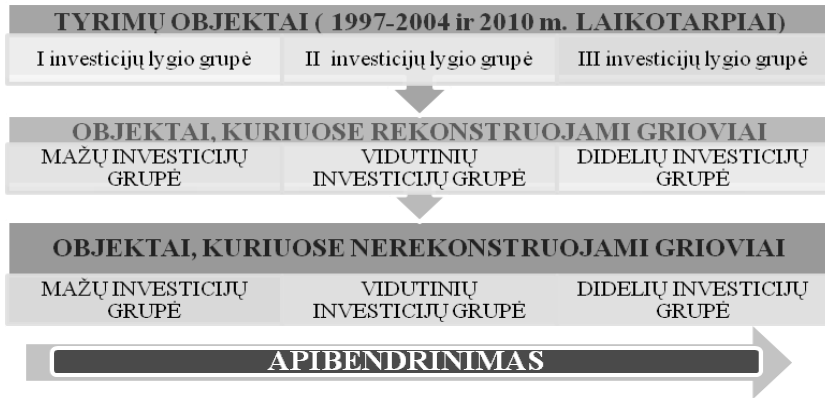 TYRIMŲ OBJEKTAI ( 1997-2004 ir 2010 m. LAIKOTARPIAI)
I investicijų lygio grupė
II investicijų lygio grupė
III investicijų lygio grupė
OBJEKTAI, KURIUOSE REKONSTRUOJAMI GRIOVIAI
MAŽŲ INVESTICIJŲ
GRUPĖ
VIDUTINIŲ
INVESTICIJŲ GRUPĖ
DIDELIŲ INVESTICIJŲ
GRUPĖ
OBJEKTAI, KURIUOSE NEREKONSTRUOJAMI GRIOVIAI
MAŽŲ INVESTICIJŲ
GRUPĖ
VIDUTINIŲ
INVESTICIJŲ GRUPĖ
DIDELIŲ INVESTICIJŲ
GRUPĖ
APIBENDRINIMAS